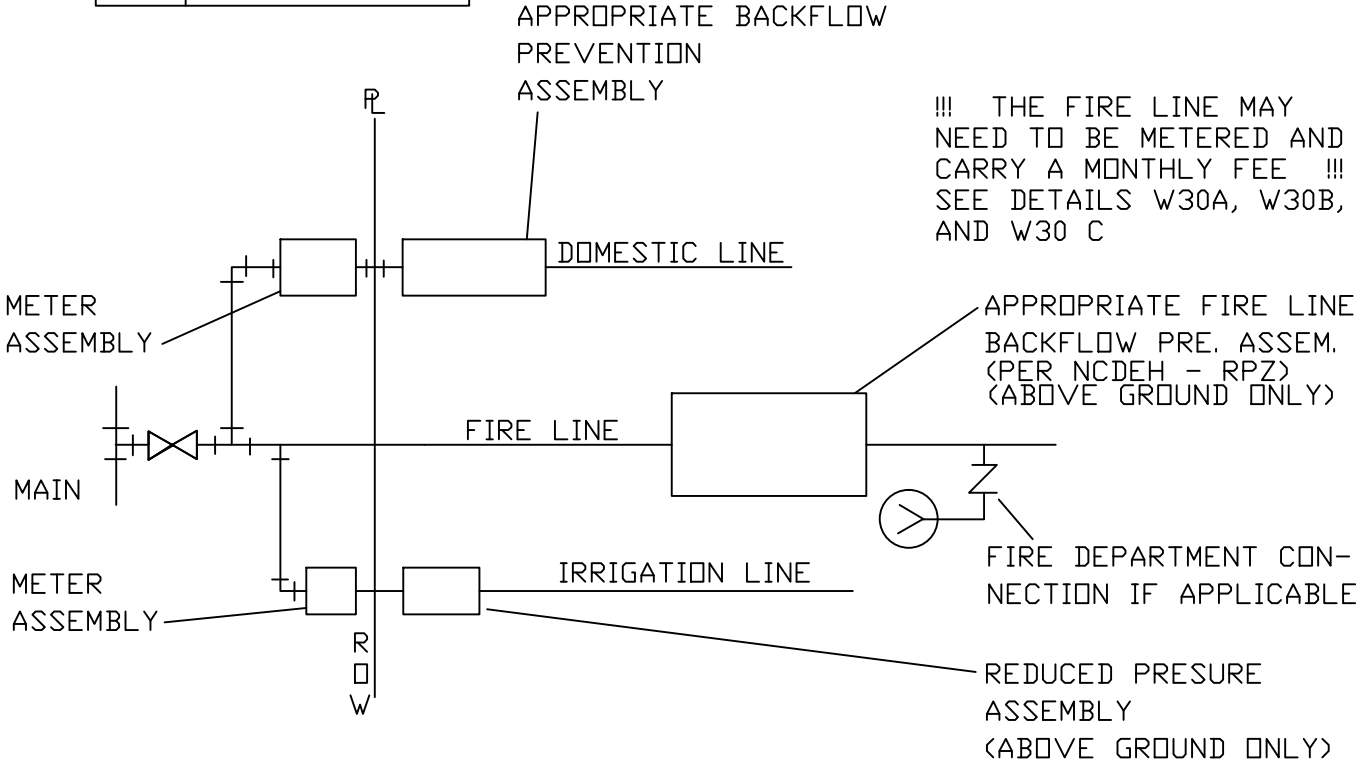 APPROPRIATE BACKFLOW
PREVENTION
ASSEMBLY
PL
!!! THE FIRE LINE MAY
NEED TO BE METERED AND
CARRY A MONTHLY FEE !!!
SEE DETAILS W30A, W30B,
AND W30 C
DOMESTIC LINE
METER
ASSEMBLY
APPROPRIATE FIRE LINE
BACKFLOW PRE. ASSEM.
(PER NCDEH - RPZ)
(ABOVE GROUND ONLY)
FIRE LINE
MAIN
FIRE DEPARTMENT CON-
NECTION IF APPLICABLE
IRRIGATION LINE
METER
ASSEMBLY
R
O
W
REDUCED PRESURE
ASSEMBLY
(ABOVE GROUND ONLY)